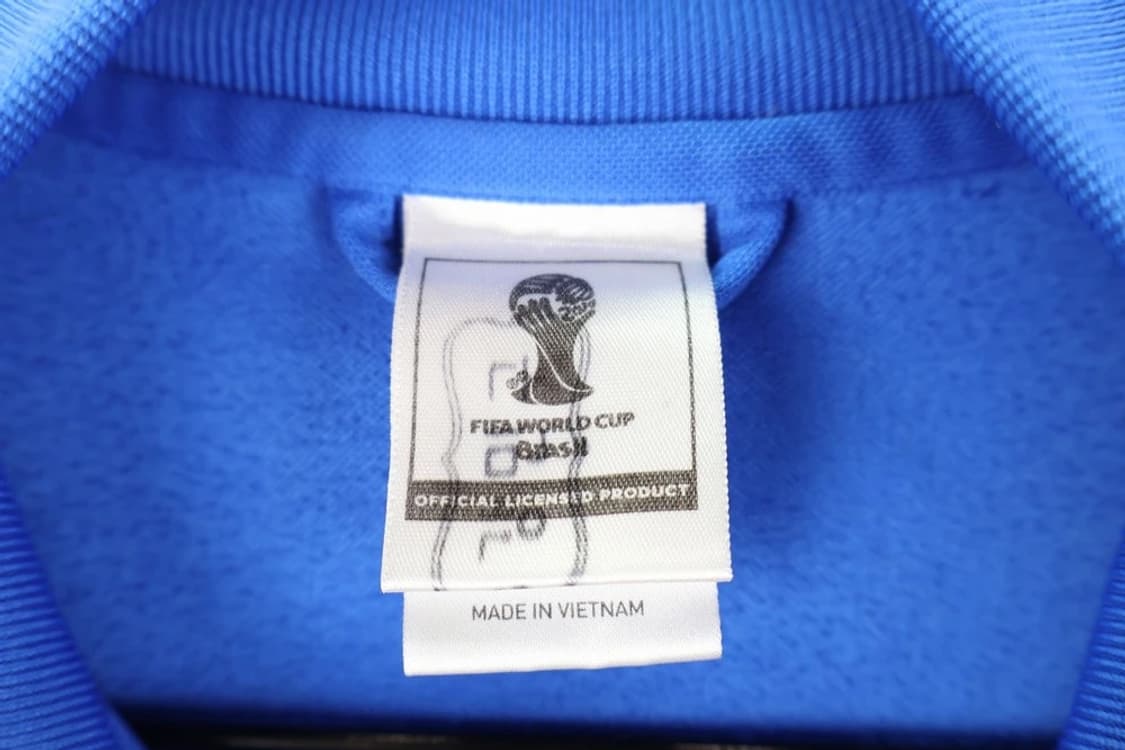 FIFA WORLD CUP
Brasil
OFFICIAL LICENSED PRODUCT
MADE IN VIETNAM